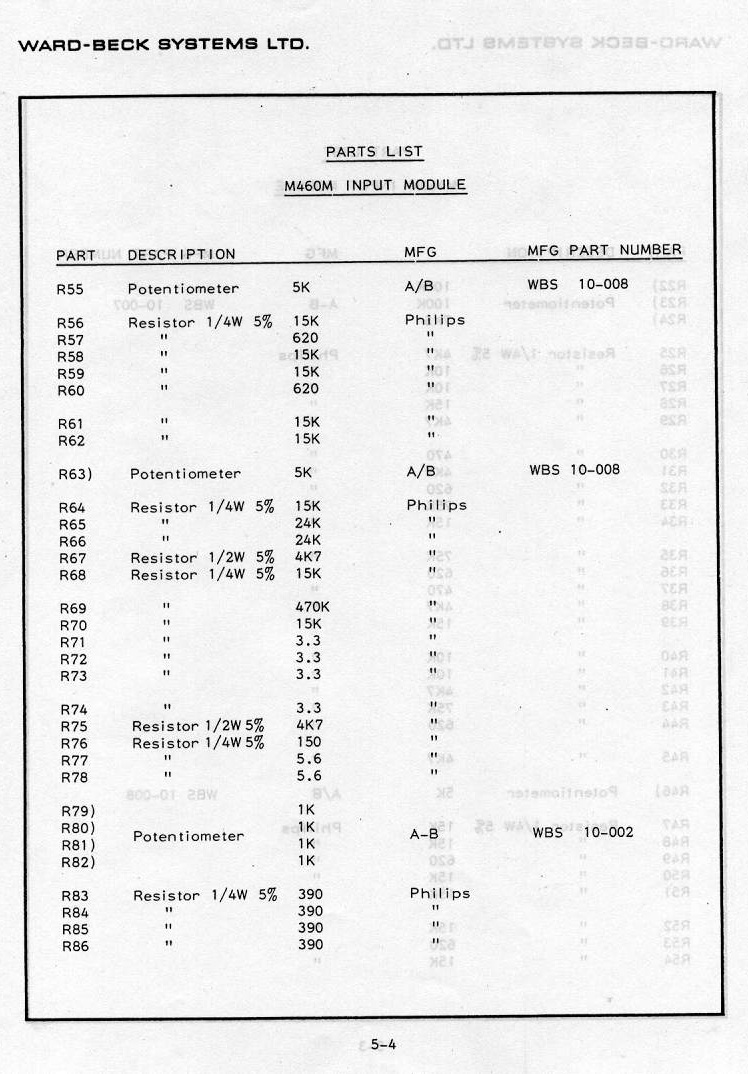 WARD-BECK SYSTEMS LTD.
PARTS LIST
M460M INPUT MODULE
PART DESCRIPTION MFG MFG PART NUMBER
R55 Potentiometer 5K A/B WBS 10-008
R56 Resistor 1/4W 5% 15K Philips
R57 " 620 "
R58 " 15K "
R59 " 15K "
R60 " 620 "
R61 " 15K "
R62 " 15K "
R63) Potentiometer 5K A/B WBS 10-008
R64 Resistor 1/4W 5% 15K Philips
R65 " 24K "
R66 " 24K "
R67 Resistor 1/2W 5% 4K7 "
R68 Resistor 1/4W 5% 15K "
R69 " 470K "
R70 " 15K "
R71 " 3.3 "
R72 " 3.3 "
R73 " 3.3 "
R74 " 3.3 "
R75 Resistor 1/2W 5% 4K7 "
R76 Resistor 1/4W 5% 150 "
R77 " 5.6 "
R78 " 5.6 "
R79) 1K
R80) 1K
Potentiometer A-B WBS 10-002
R81) 1K
R82) 1K
R83 Resistor 1/4W 5% 390 Philips
R84 " 390 "
R85 " 390 "
R86 " 390 "
5-4